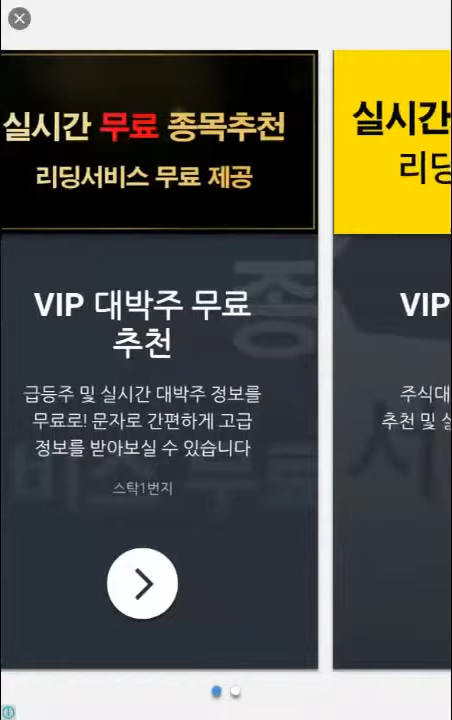 실시간 무료 종목추천
리딩서비스 무료 제공
VIP 대박주 무료
추천
급등주 및 실시간 대박주 정보를
무료로! 문자로 간편하게 고급
정보를 받아보실 수 있습니다
스탁1번지
실시간
리딩
VIP
주식대
추천 및 실